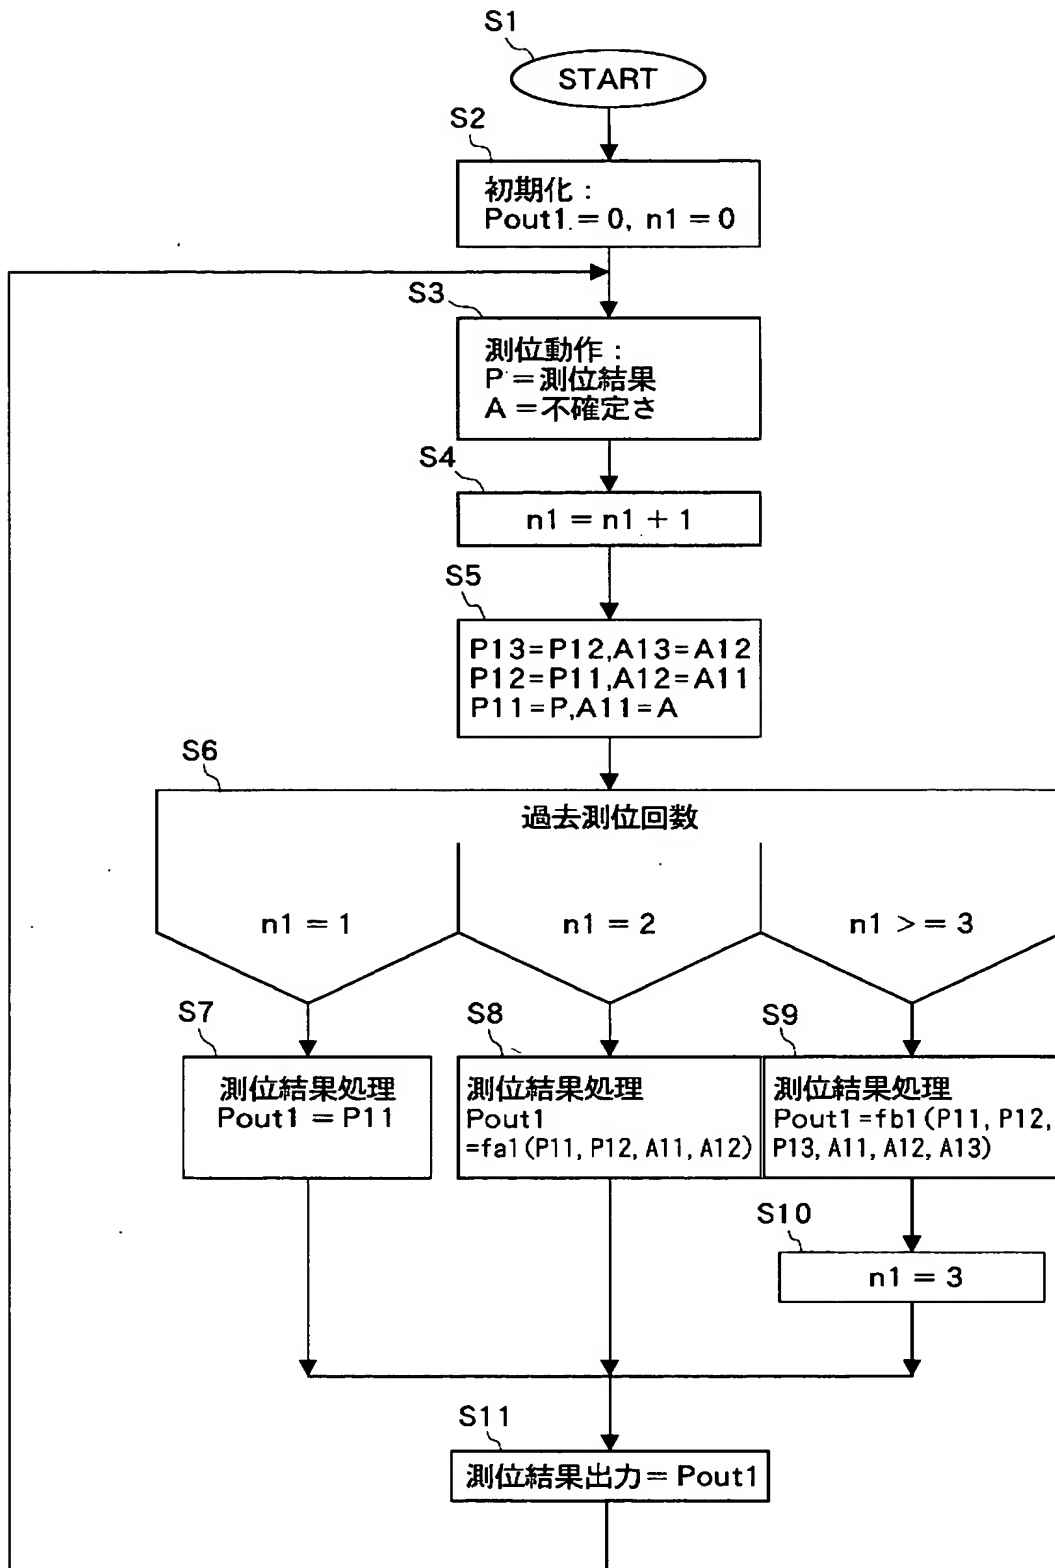 S1
START
S2
初期化：
Pout1 = 0, n1 = 0
S3
測位動作：
P = 測位結果
A = 不確定さ
S4
n1 = n1 + 1
S5
P13=P12,A13=A12
P12=P11,A12=A11
P11=P,A11=A
S6
過去測位回数
n1 = 1
n1 = 2
n1 >= 3
S7
測位結果処理
Pout1 = P11
S8
測位結果処理
Pout1
=fa1(P11, P12, A11, A12)
S9
測位結果処理
Pout1 =fb1(P11, P12,
P13, A11, A12, A13)
S10
n1 = 3
S11
測位結果出力= Pout1